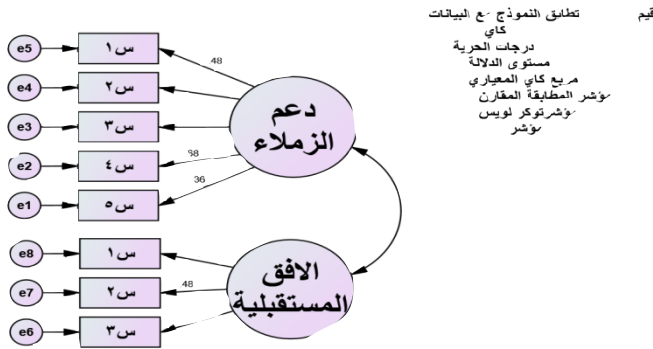 قيم تطابق النموذج مع البيانات
كاي
درجات الحرية
مستوى الدلالة
مربع كاي المعياري
مؤشر المطابقة المقارن
مؤشر توكر لويس
مؤشر
e5
س١
48
e4
س٢
e3
س٣
e2
س٤
e1
س٥
36
دعم
الزملاء
e8
س١
e7
س٢
48
e6
س٣
الافق
المستقبلية